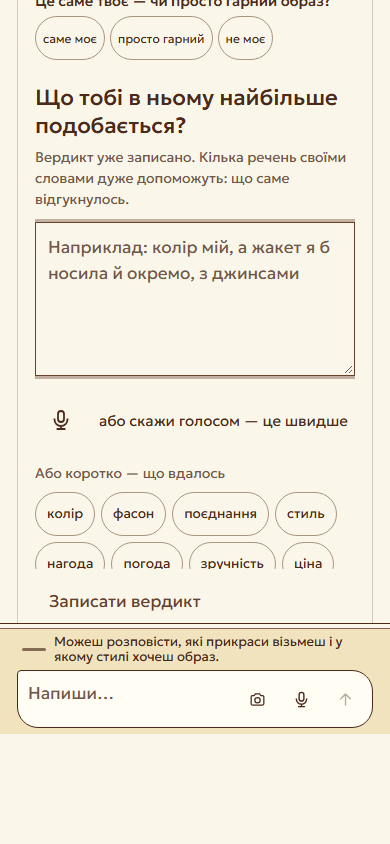 Це саме твоє — чи просто гарний образ?
саме моє
просто гарний
не моє
Що тобі в ньому найбільше
подобається?
Вердикт уже записано. Кілька речень своїми
словами дуже допоможуть: що саме
відгукнулось.
Наприклад: колір мій, а жакет я б
носила й окремо, з джинсами
або скажи голосом — це швидше
Або коротко — що вдалось
колір
фасон
поєднання
стиль
нагода
погода
зручність
ціна
Записати вердикт
Можеш розповісти, які прикраси візьмеш і у
якому стилі хочеш образ.
Напиши...